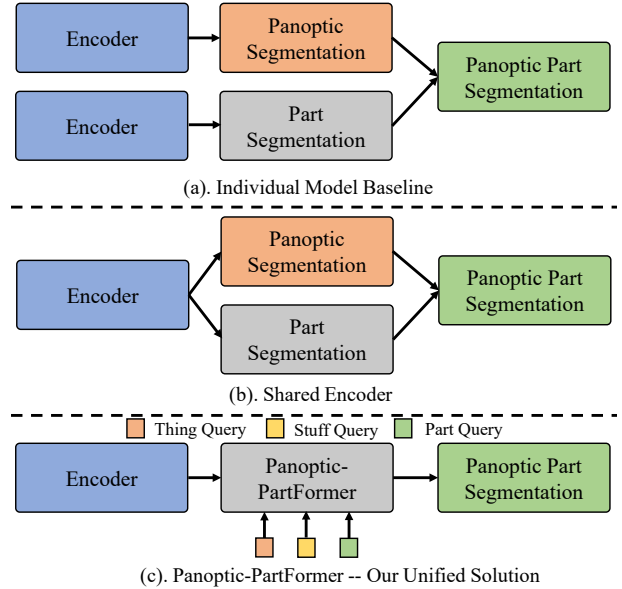 Encoder
Panoptic
Segmentation
Encoder
Part
Segmentation
Panoptic Part
Segmentation
(a). Individual Model Baseline
Encoder
Panoptic
Segmentation
Part
Segmentation
Panoptic Part
Segmentation
(b). Shared Encoder
Thing Query Stuff Query Part Query
Encoder
Panoptic-
PartFormer
Panoptic Part
Segmentation
(c). Panoptic-PartFormer -- Our Unified Solution